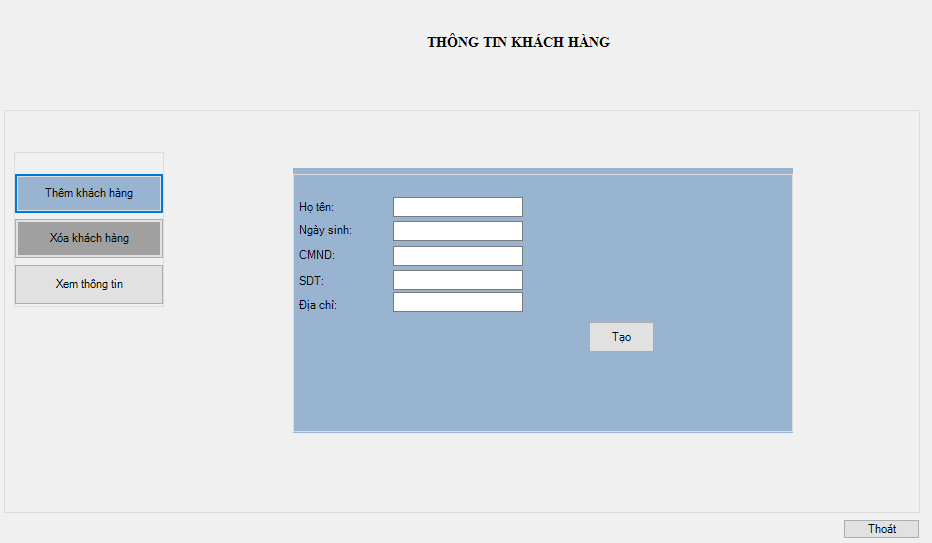 THÔNG TIN KHÁCH HÀNG
Thêm khách hàng
Xóa khách hàng
Xem thông tin
Họ tên:
Ngày sinh:
CMND:
SDT:
Địa chỉ:
Tạo
Thoát